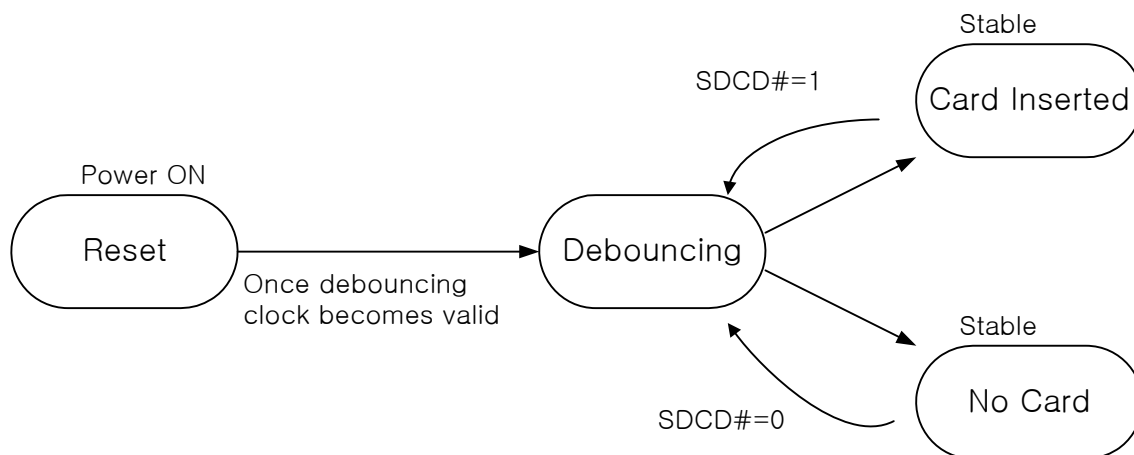 Stable
Card Inserted
SDCD#=1
Power ON
Reset
Once debouncing
clock becomes valid
Debouncing
Stable
No Card
SDCD#=0